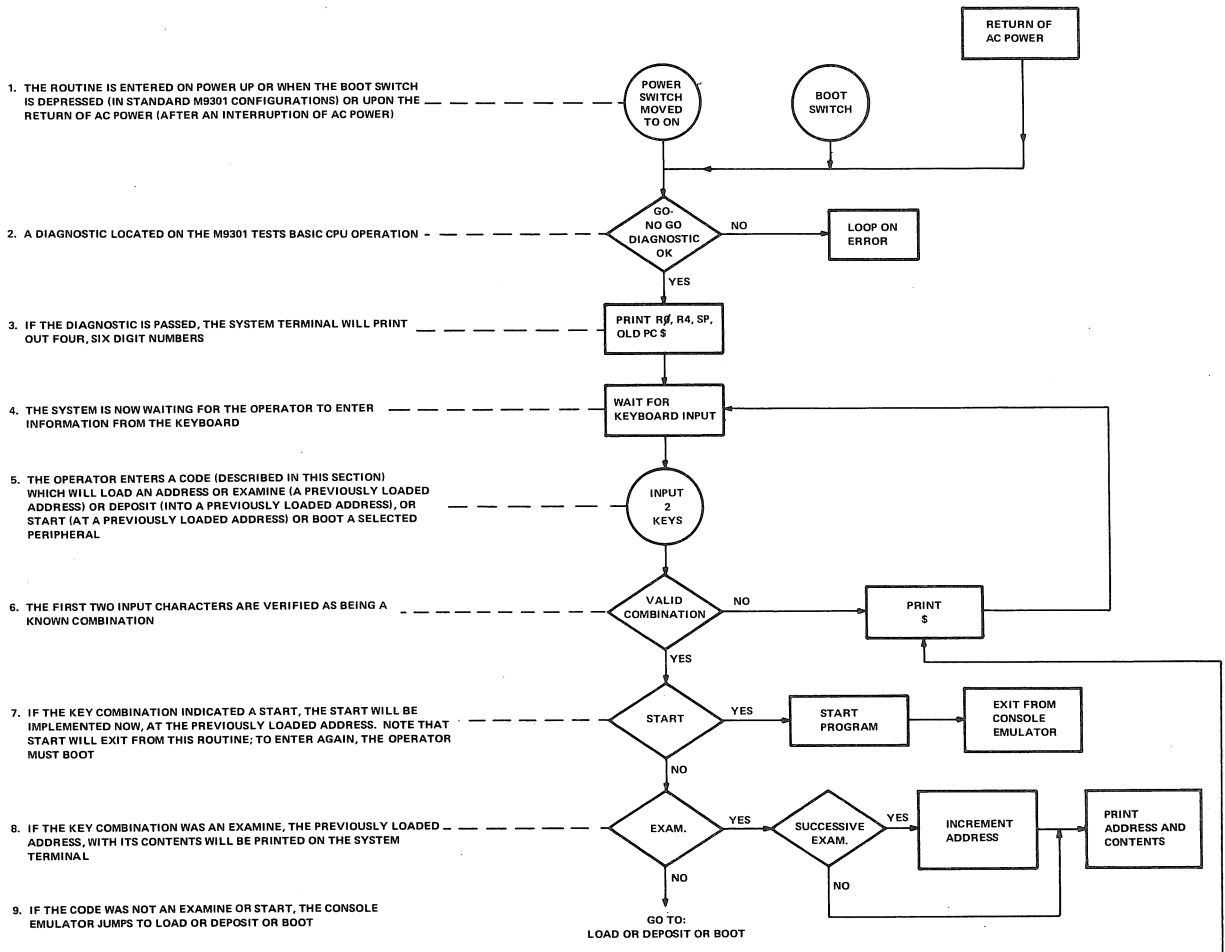 RETURN OF
AC POWER
1. THE ROUTINE IS ENTERED ON POWER UP OR WHEN THE BOOT SWITCH
IS DEPRESSED (IN STANDARD M9301 CONFIGURATIONS) OR UPON THE
RETURN OF AC POWER (AFTER AN INTERRUPTION OF AC POWER)
POWER
SWITCH
MOVED
TO ON
BOOT
SWITCH
2. A DIAGNOSTIC LOCATED ON THE M9301 TESTS BASIC CPU OPERATION
GO-
NO GO
DIAGNOSTIC
OK
NO
LOOP ON
ERROR
YES
3. IF THE DIAGNOSTIC IS PASSED, THE SYSTEM TERMINAL WILL PRINT
OUT FOUR, SIX DIGIT NUMBERS
PRINT RØ, R4, SP,
OLD PC $
4. THE SYSTEM IS NOW WAITING FOR THE OPERATOR TO ENTER
INFORMATION FROM THE KEYBOARD
WAIT FOR
KEYBOARD INPUT
5. THE OPERATOR ENTERS A CODE (DESCRIBED IN THIS SECTION)
WHICH WILL LOAD AN ADDRESS OR EXAMINE (A PREVIOUSLY LOADED
ADDRESS) OR DEPOSIT (INTO A PREVIOUSLY LOADED ADDRESS), OR
START (AT A PREVIOUSLY LOADED ADDRESS) OR BOOT A SELECTED
PERIPHERAL
INPUT
2
KEYS
6. THE FIRST TWO INPUT CHARACTERS ARE VERIFIED AS BEING A
KNOWN COMBINATION
VALID
COMBINATION
NO
PRINT
$
YES
7. IF THE KEY COMBINATION INDICATED A START, THE START WILL BE
IMPLEMENTED NOW, AT THE PREVIOUSLY LOADED ADDRESS. NOTE THAT
START WILL EXIT FROM THIS ROUTINE; TO ENTER AGAIN, THE OPERATOR
MUST BOOT
START
YES
START
PROGRAM
EXIT FROM
CONSOLE
EMULATOR
NO
8. IF THE KEY COMBINATION WAS AN EXAMINE, THE PREVIOUSLY LOADED
ADDRESS, WITH ITS CONTENTS WILL BE PRINTED ON THE SYSTEM
TERMINAL
EXAM.
YES
SUCCESSIVE
EXAM.
YES
INCREMENT
ADDRESS
PRINT
ADDRESS AND
CONTENTS
NO
NO
9. IF THE CODE WAS NOT AN EXAMINE OR START, THE CONSOLE
EMULATOR JUMPS TO LOAD OR DEPOSIT OR BOOT
GO TO:
LOAD OR DEPOSIT OR BOOT